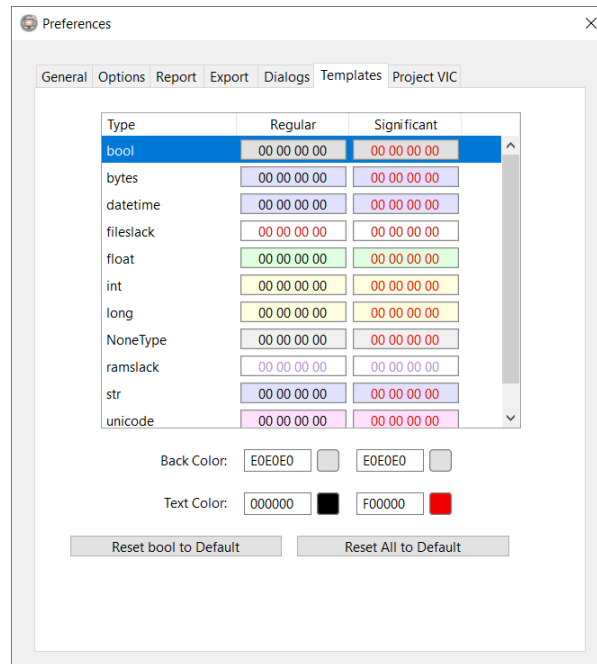 Preferences
General Options Report Export Dialogs Templates Project VIC
Type Regular Significant
bool 00 00 00 00 00 00 00 00
bytes 00 00 00 00 00 00 00 00
datetime 00 00 00 00 00 00 00 00
fileslack 00 00 00 00 00 00 00 00
float 00 00 00 00 00 00 00 00
int 00 00 00 00 00 00 00 00
long 00 00 00 00 00 00 00 00
NoneType 00 00 00 00 00 00 00 00
ramslack 00 00 00 00 00 00 00 00
str 00 00 00 00 00 00 00 00
unicode 00 00 00 00 00 00 00 00
Back Color: E0E0E0 E0E0E0
Text Color: 000000 F00000
Reset bool to Default Reset All to Default